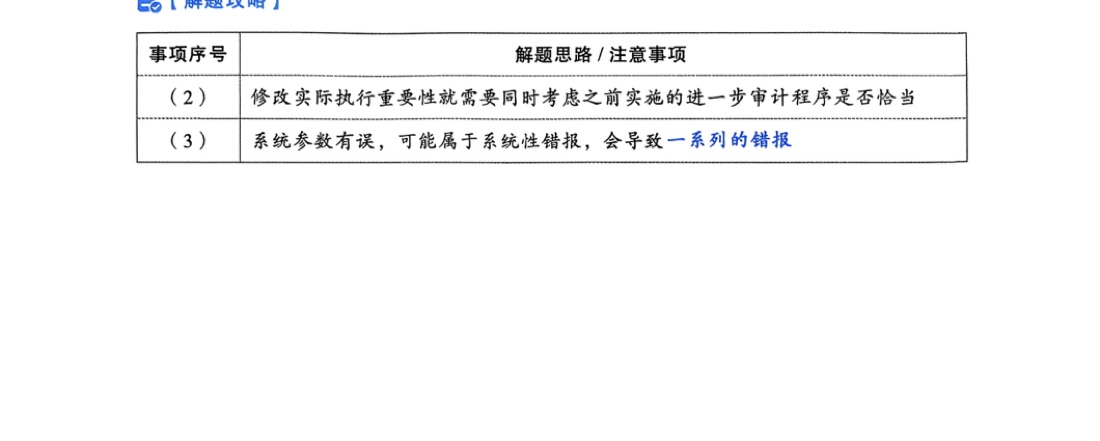 【解题攻略】
事项序号 解题思路 / 注意事项
（2） 修改实际执行重要性就需要同时考虑之前实施的进一步审计程序是否恰当
（3） 系统参数有误，可能属于系统性错报，会导致一系列的错报